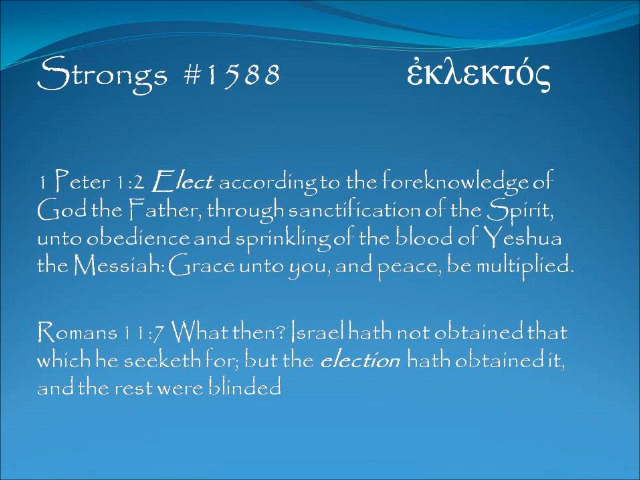 Strongs #1588 ἐκλεκτός
1 Peter 1:2 Elect according to the foreknowledge of
God the Father, through sanctification of the Spirit,
unto obedience and sprinkling of the blood of Yeshua
the Messiah: Grace unto you, and peace, be multiplied.
Romans 11:7 What then? Israel hath not obtained that
which he seeketh for; but the election hath obtained it,
and the rest were blinded